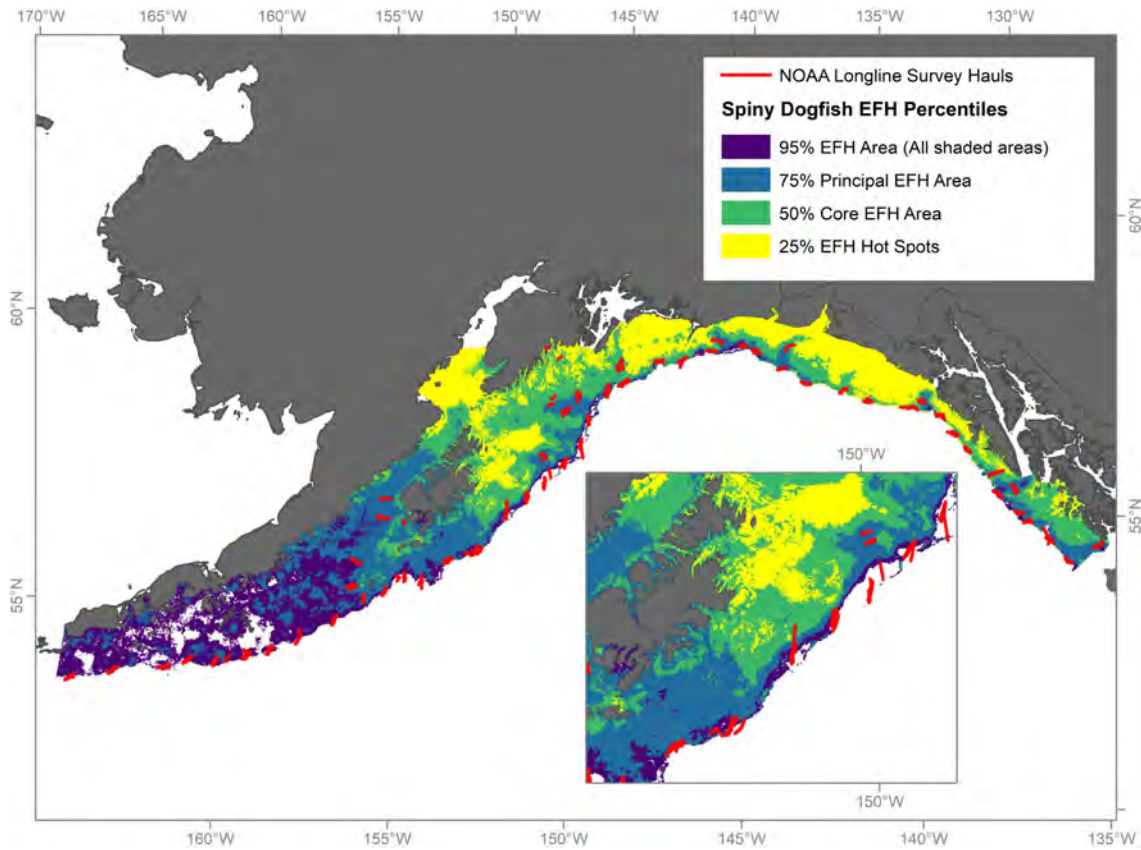 170°W 165°W 160°W 155°W 150°W 145°W 140°W 135°W 130°W
NOAA Longline Survey Hauls
Spiny Dogfish EFH Percentiles
95% EFH Area (All shaded areas)
75% Principal EFH Area
50% Core EFH Area
25% EFH Hot Spots
60°N
60°N
150°W
55°N
55°N
150°W
160°W 155°W 150°W 145°W 140°W 135°W